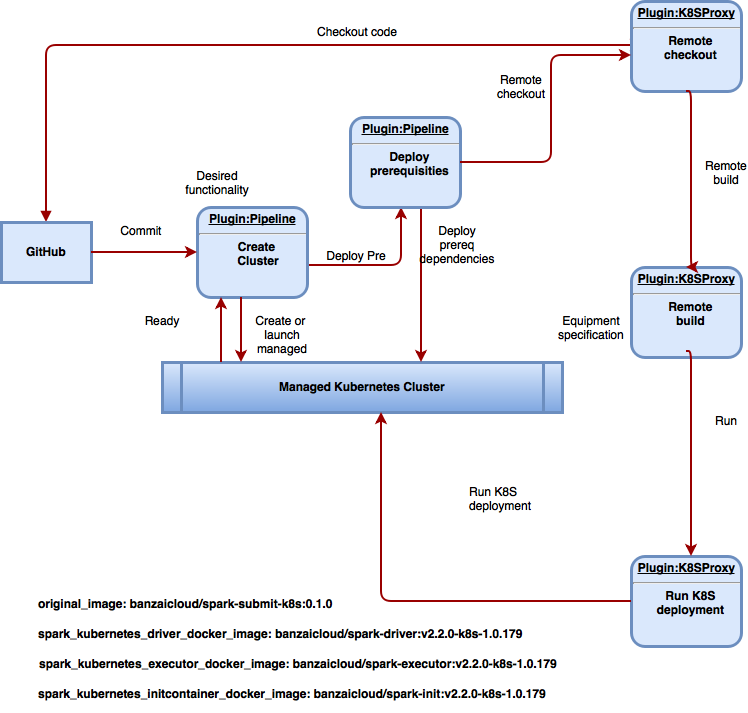 Plugin:K8SProxy
Remote
checkout
Checkout code
Remote
checkout
Plugin:Pipeline
Deploy
prerequisities
Remote
build
Desired
functionality
Plugin:Pipeline
Create
Cluster
GitHub
Commit
Deploy Pre
Deploy
prereq
dependencies
Plugin:K8SProxy
Remote
build
Ready
Create or
launch
managed
Equipment
specification
Managed Kubernetes Cluster
Run
Run K8S
deployment
Plugin:K8SProxy
Run K8S
deployment
original_image: banzaicloud/spark-submit-k8s:0.1.0
spark_kubernetes_driver_docker_image: banzaicloud/spark-driver:v2.2.0-k8s-1.0.179
spark_kubernetes_executor_docker_image: banzaicloud/spark-executor:v2.2.0-k8s-1.0.179
spark_kubernetes_initcontainer_docker_image: banzaicloud/spark-init:v2.2.0-k8s-1.0.179